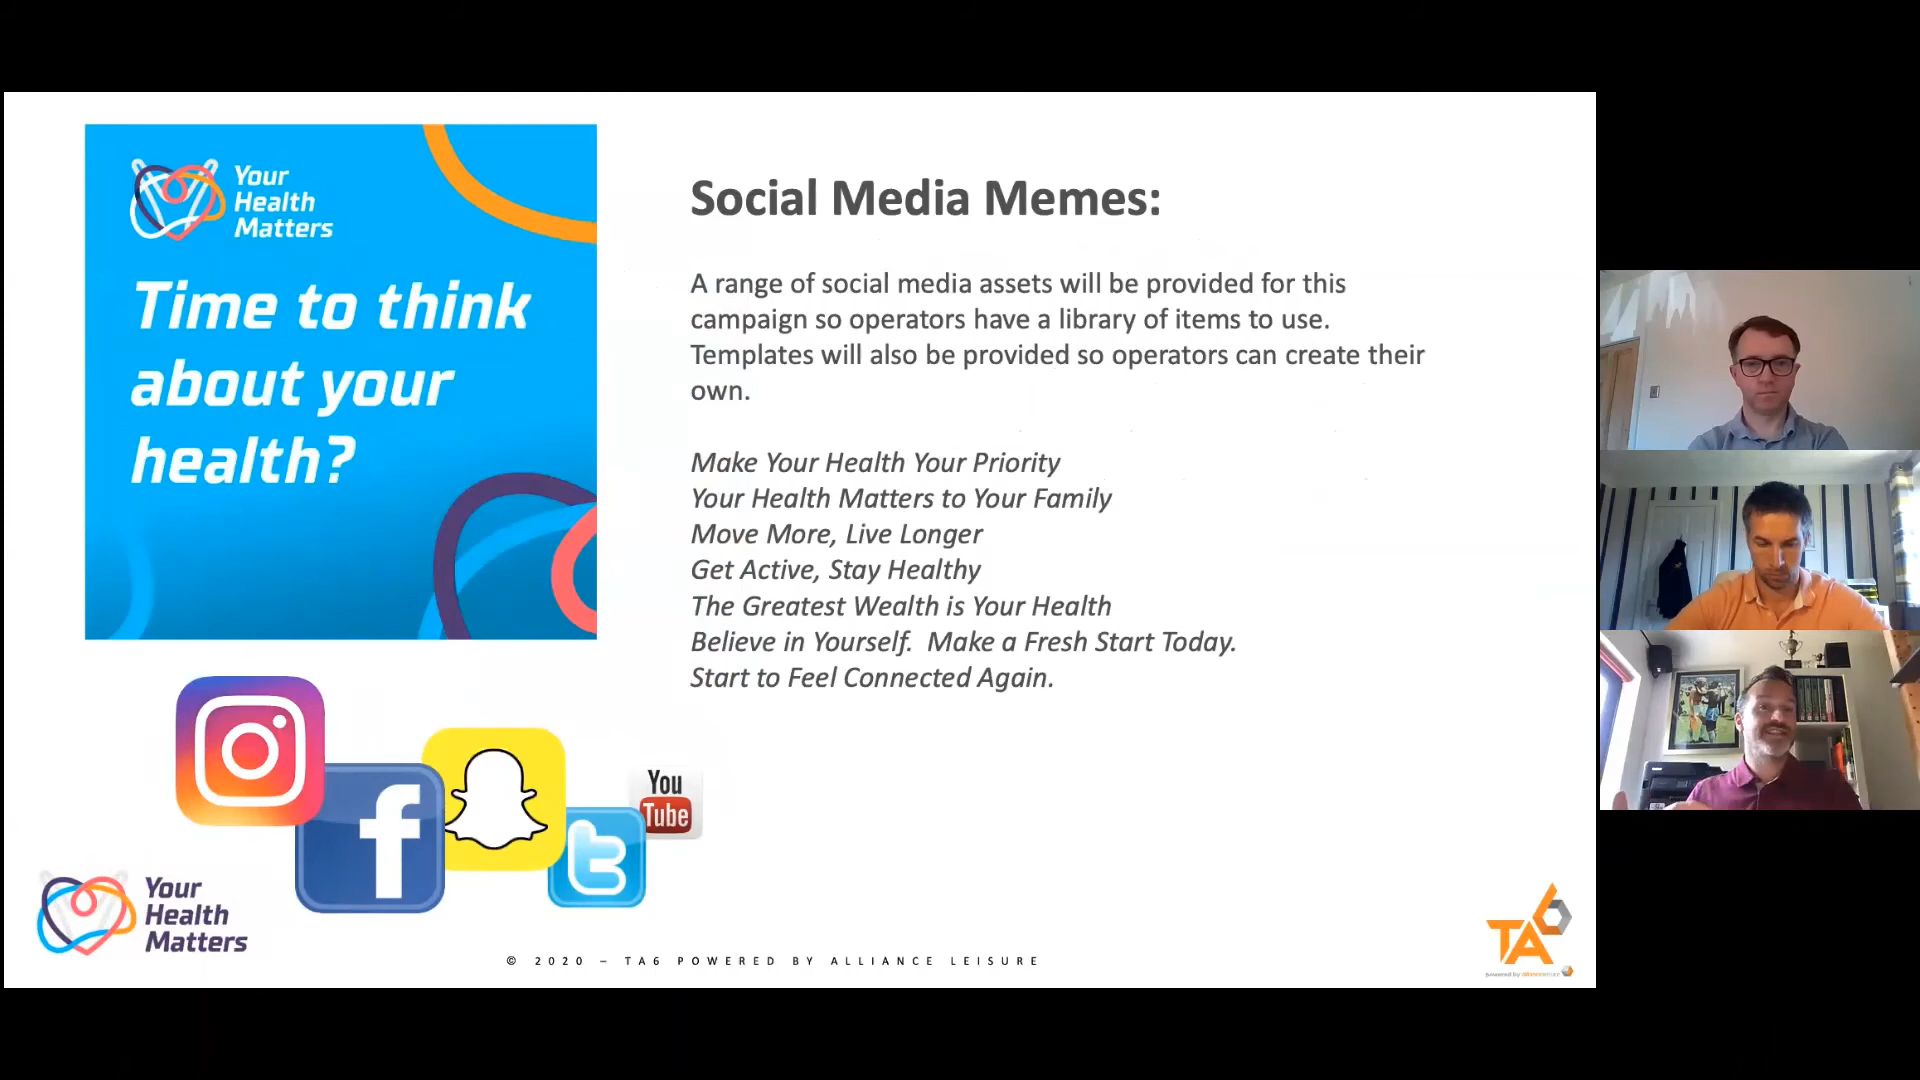 Your
Health
Matters
Time to think
about your
health?
Social Media Memes:
A range of social media assets will be provided for this
campaign so operators have a library of items to use.
Templates will also be provided so operators can create their
own.
Make Your Health Your Priority
Your Health Matters to Your Family
Move More, Live Longer
Get Active, Stay Healthy
The Greatest Wealth is Your Health
Believe in Yourself.  Make a Fresh Start Today.
Start to Feel Connected Again.
You
Tube
Your
Health
Matters
© 2020 – TA6 POWERED BY ALLIANCE LEISURE
TA6
powered by allianceleisure